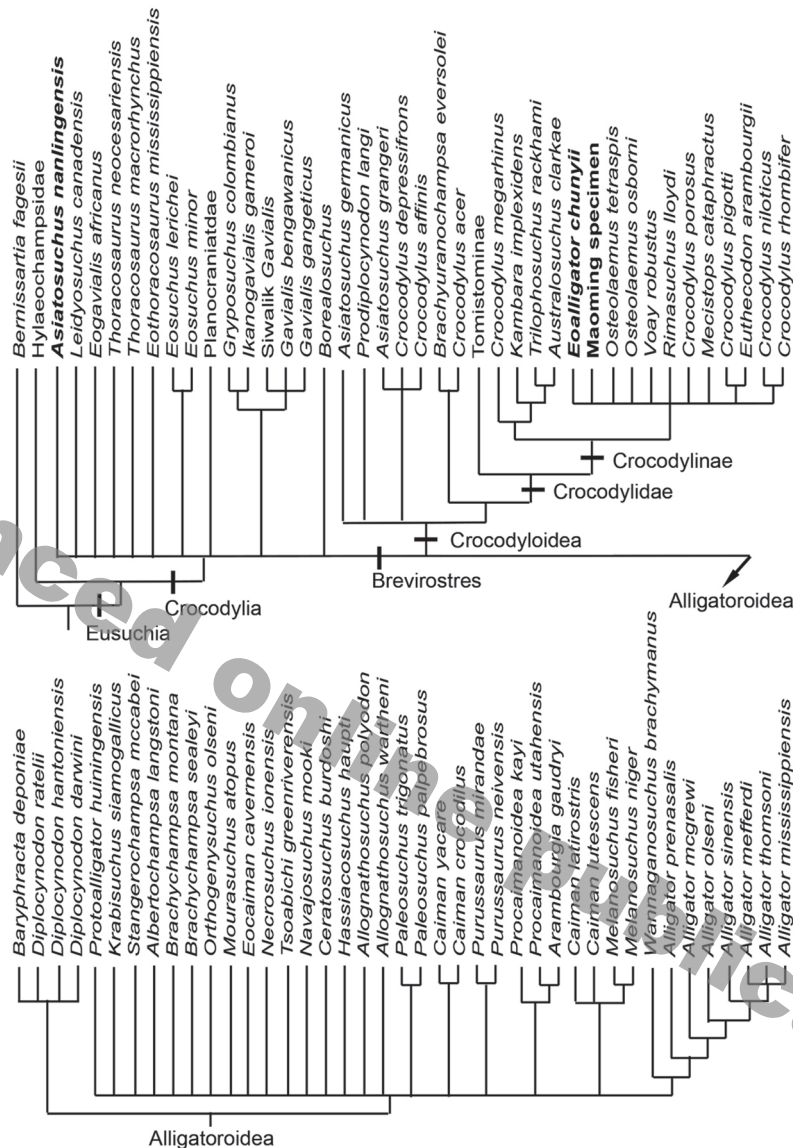 Bernissartia fagesii
Hylaeochampsidae
Asiatosuchus nanlingensis
Leidyosuchus canadensis
Eogavialis africanus
Thoracosaurus neocesariensis
Thoracosaurus macrorhynchus
Eothoracosaurus mississippiensis
Eosuchus lerichei
Eosuchus minor
Planocraniatdae
Gryposuchus colombianus
Ikanogavialis gameroi
Siwalik Gavialis
Gavialis bengawanicus
Gavialis gangeticus
Borealosuchus
Asiatosuchus germanicus
Prodiplocynodon langi
Asiatosuchus grangeri
Crocodylus depressifrons
Crocodylus affinis
Brachyuranochampsa eversolei
Crocodylus acer
Tomistominae
Crocodylus megarhinus
Kambara implexidens
Trilophosuchus rackhami
Australosuchus clarkae
Eoalligator chunyii
Maoming specimen
Osteolaemus tetraspis
Osteolaemus osborni
Voay robustus
Rimasuchus lloydi
Crocodylus porosus
Mecistops cataphractus
Crocodylus pigotti
Euthecodon arambourgii
Crocodylus niloticus
Crocodylus rhombifer
Crocodylinae
Crocodylidae
Crocodyloidea
Brevirostres
Alligatoroidea
Crocodylia
Eusuchia
Baryphracta deponiae
Diplocynodon ratelii
Diplocynodon hantoniensis
Diplocynodon darwini
Protoalligator huiningensis
Krabisuchus siamogallicus
Stangerochampsa mccabei
Albertochampsa langstoni
Brachychampsa montana
Brachychampsa sealeyi
Orthogenysuchus olseni
Mourasuchus atopus
Eocaiman cavernensis
Necrosuchus ionensis
Tsoabichi greenriverensis
Navajosuchus mooki
Ceratosuchus burdoshi
Hassiacosuchus haupti
Allognathosuchus polyodon
Allognathosuchus wartheni
Paleosuchus trigonatus
Paleosuchus palpebrosus
Caiman yacare
Caiman crocodilus
Purussaurus mirandae
Purussaurus neivensis
Procaimanoidea kayi
Procaimanoidea utahensis
Arambourgia gaudryi
Caiman latirostris
Caiman lutescens
Melanosuchus fisheri
Melanosuchus niger
Wannaganosuchus brachymanus
Alligator prenasalis
Alligator mcgrewi
Alligator olseni
Alligator sinensis
Alligator mefferdi
Alligator thomsoni
Alligator mississippiensis
Alligatoroidea
online public